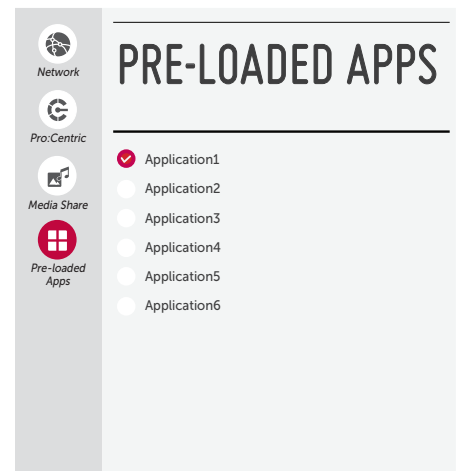 Network
Pro:Centric
Media Share
Pre-loaded
Apps
PRE-LOADED APPS
Application1
Application2
Application3
Application4
Application5
Application6